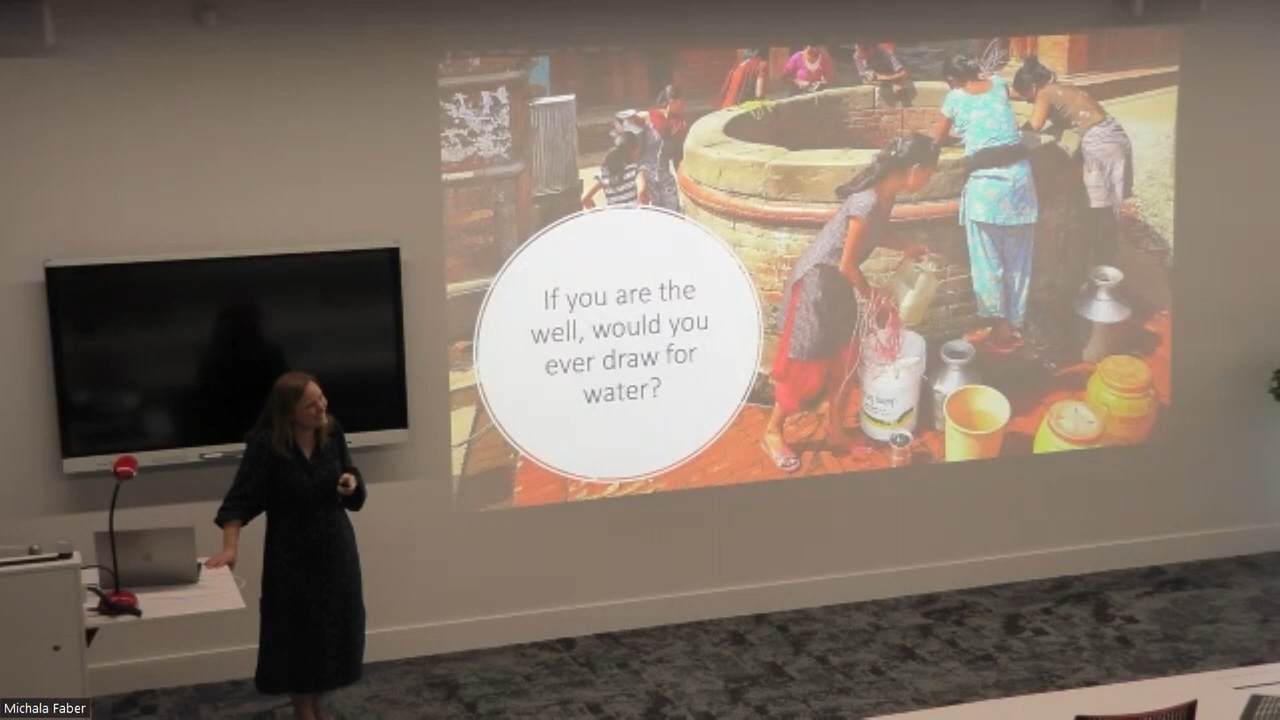 If you are the
well, would you
ever draw for
water?
Michala Faber